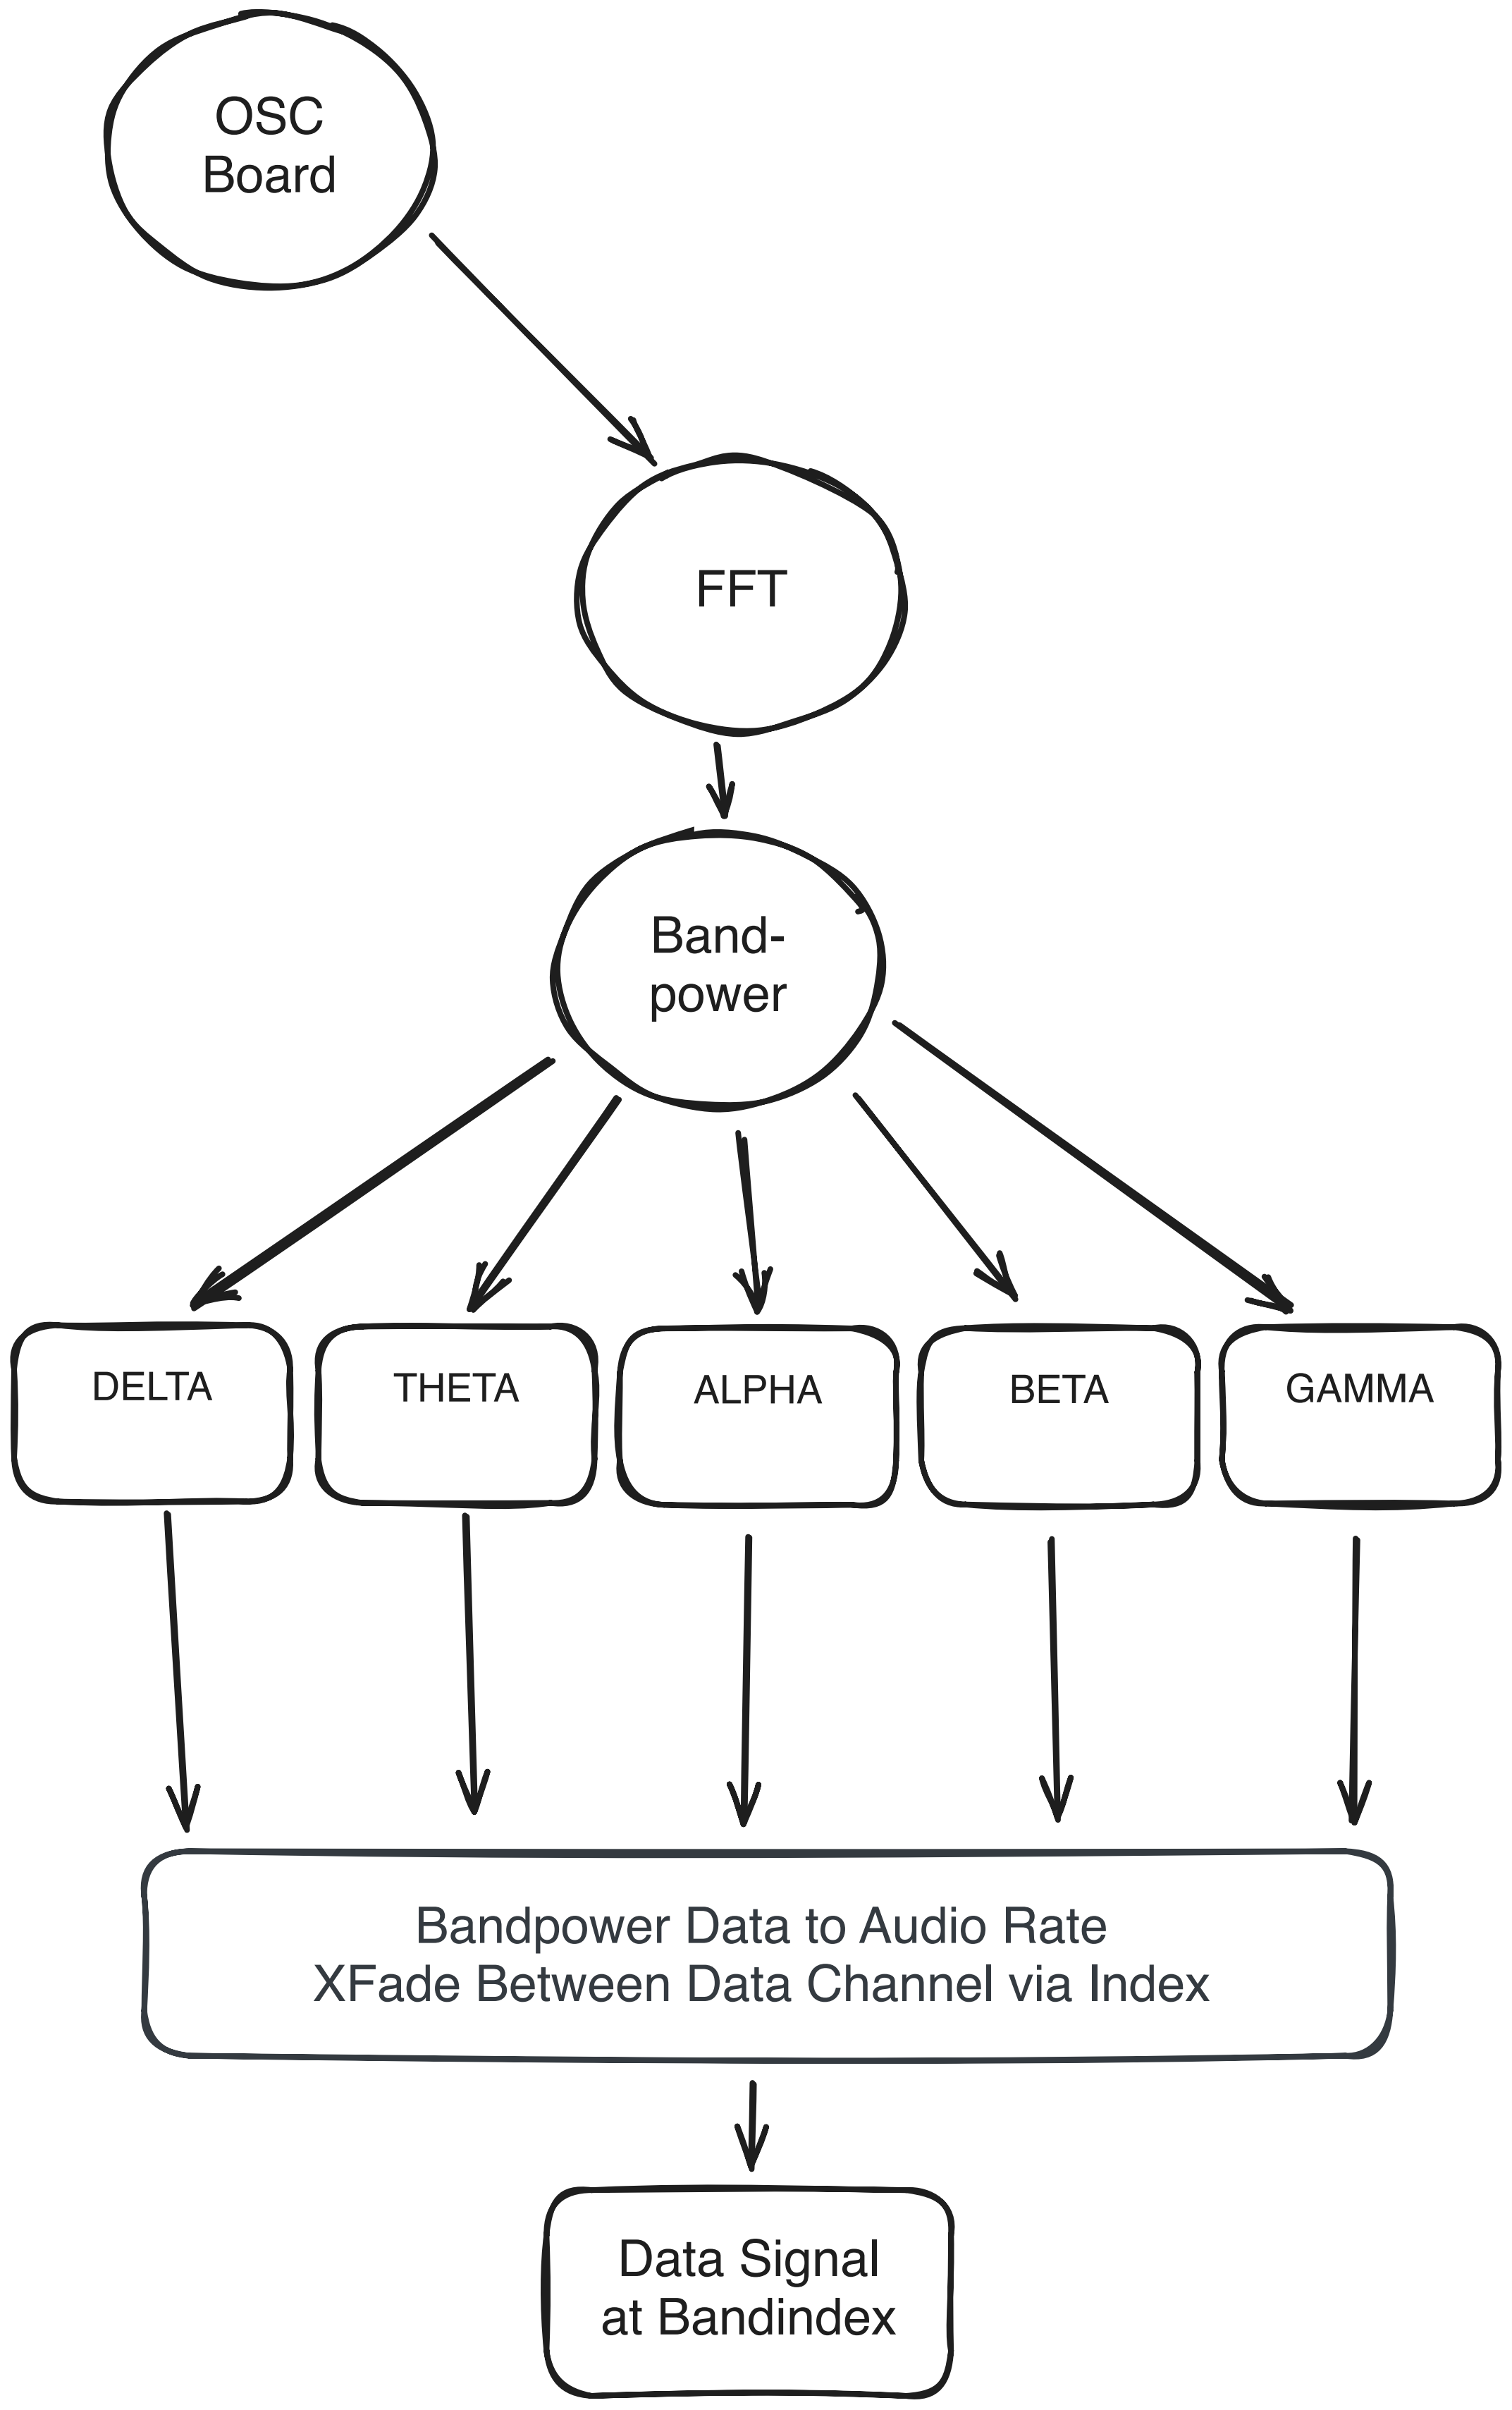 OSC
Board
FFT
Band-
power
DELTA
THETA
ALPHA
BETA
GAMMA
Bandpower Data to Audio Rate
XFade Between Data Channel via Index
Data Signal
at Bandindex